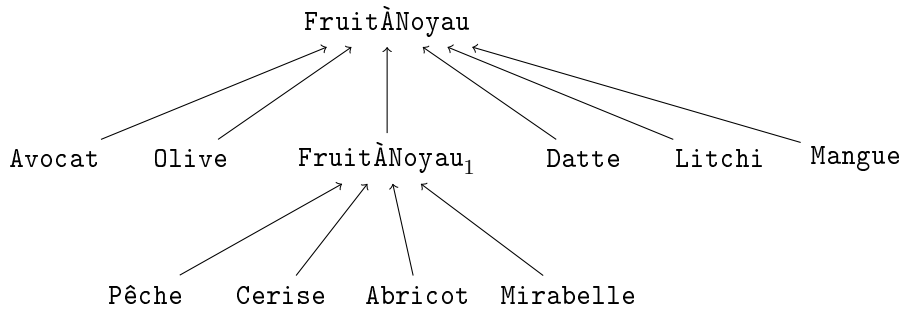 FruitÀNoyau
Avocat Olive FruitÀNoyau₁ Datte Litchi Mangue
Pêche Cerise Abricot Mirabelle